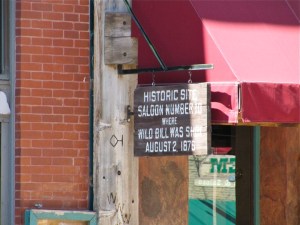 HISTORIC SITE
SALOON NUMBER 10
WHERE
WILD BILL WAS SHOT
AUGUST 2 1876